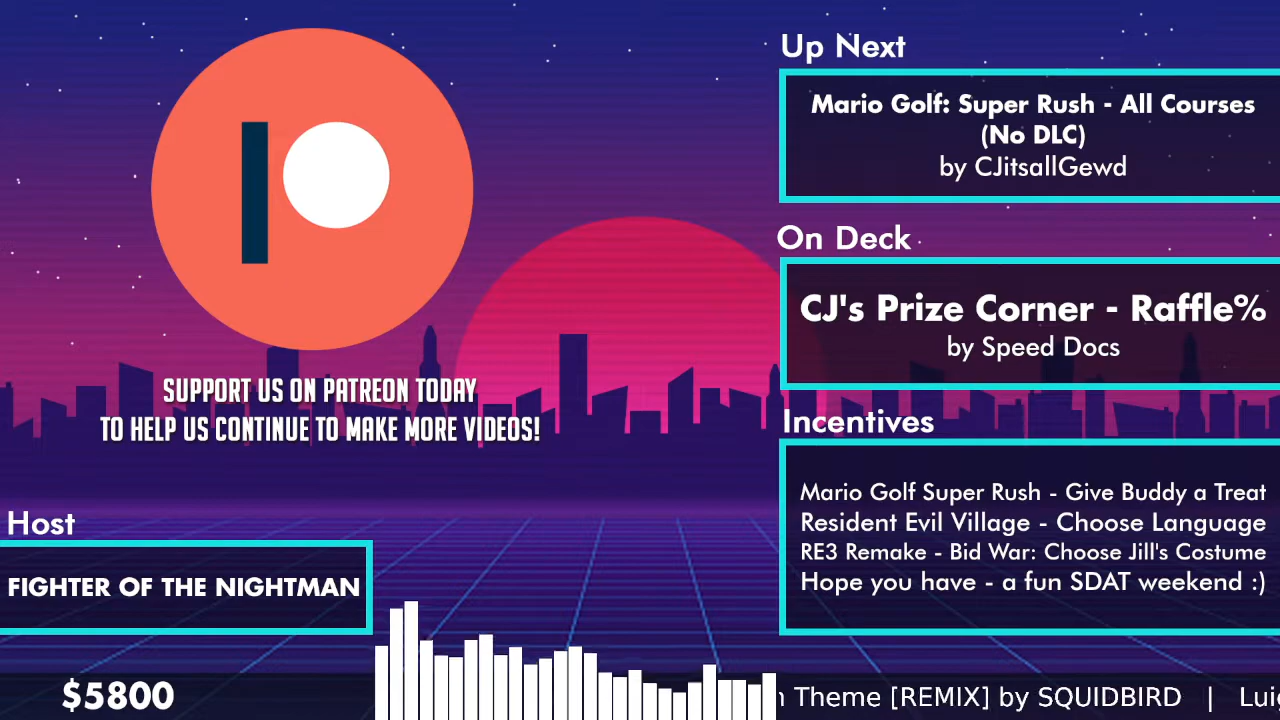 Up Next
Mario Golf: Super Rush - All Courses
(No DLC)
by CJitsallGewd
On Deck
CJ's Prize Corner - Raffle%
by Speed Docs
SUPPORT US ON PATREON TODAY
TO HELP US CONTINUE TO MAKE MORE VIDEOS!
Incentives
Mario Golf Super Rush - Give Buddy a Treat
Resident Evil Village - Choose Language
RE3 Remake - Bid War: Choose Jill's Costume
Hope you have - a fun SDAT weekend :)
Host
FIGHTER OF THE NIGHTMAN
$5800
Theme [REMIX] by SQUIDBIRD |